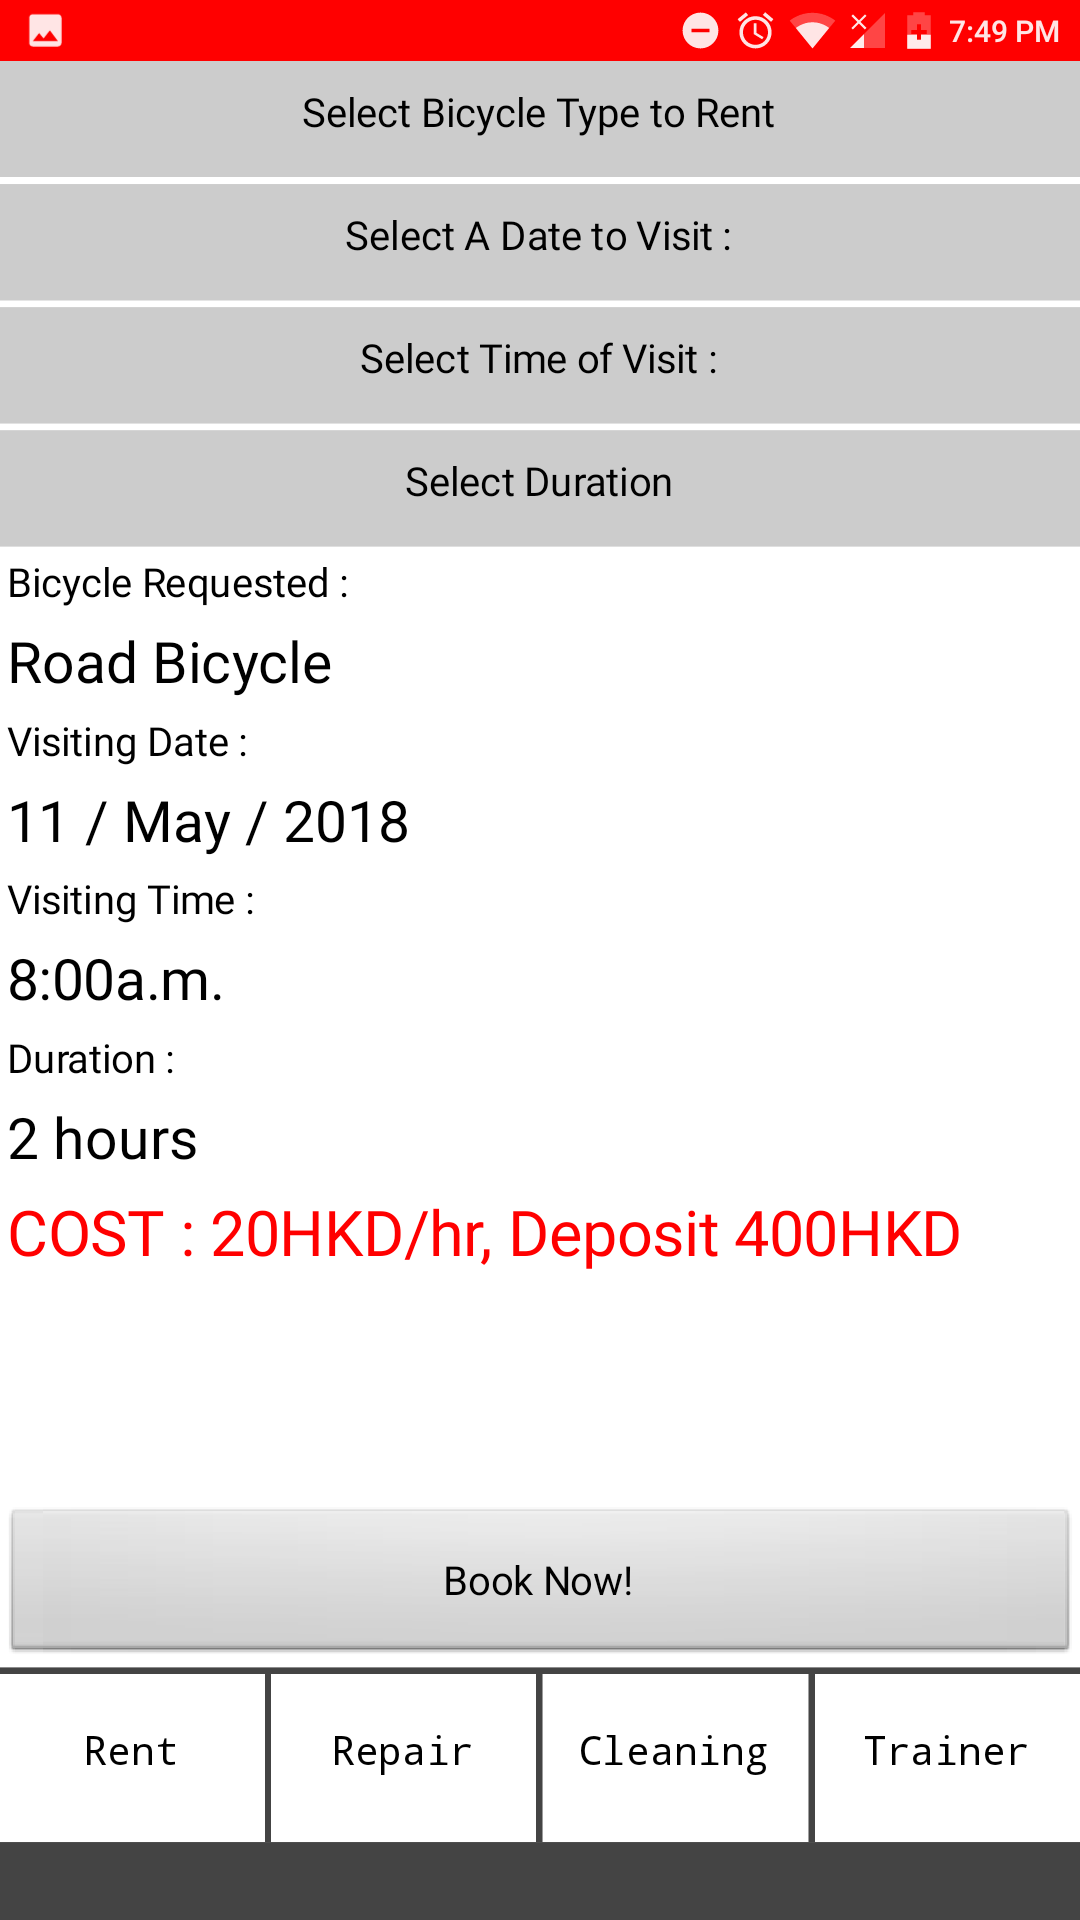 7:49 PM
Select Bicycle Type to Rent
Select A Date to Visit :
Select Time of Visit :
Select Duration
Bicycle Requested :
Road Bicycle
Visiting Date :
11 / May / 2018
Visiting Time :
8:00a.m.
Duration :
2 hours
COST : 20HKD/hr, Deposit 400HKD
Book Now!
Rent Repair Cleaning Trainer